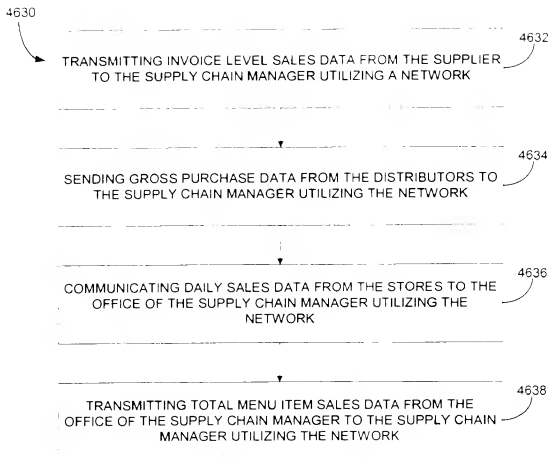 4630
4632
TRANSMITTING INVOICE LEVEL SALES DATA FROM THE SUPPLIER
TO THE SUPPLY CHAIN MANAGER UTILIZING A NETWORK
4634
SENDING GROSS PURCHASE DATA FROM THE DISTRIBUTORS TO
THE SUPPLY CHAIN MANAGER UTILIZING THE NETWORK
4636
COMMUNICATING DAILY SALES DATA FROM THE STORES TO THE
OFFICE OF THE SUPPLY CHAIN MANAGER UTILIZING THE
NETWORK
4638
TRANSMITTING TOTAL MENU ITEM SALES DATA FROM THE
OFFICE OF THE SUPPLY CHAIN MANAGER TO THE SUPPLY CHAIN
MANAGER UTILIZING THE NETWORK